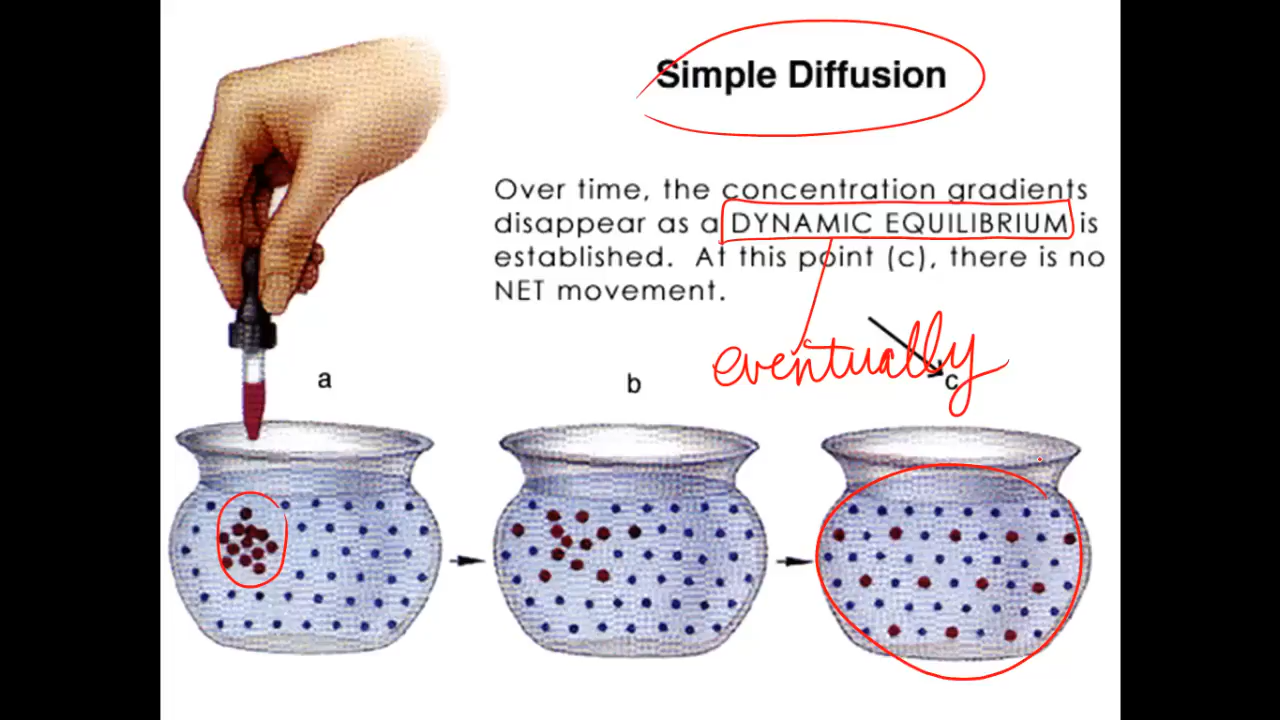 Simple Diffusion
Over time, the concentration gradients
disappear as a DYNAMIC EQUILIBRIUM is
established. At this point (c), there is no
NET movement.
eventually
a
b
c